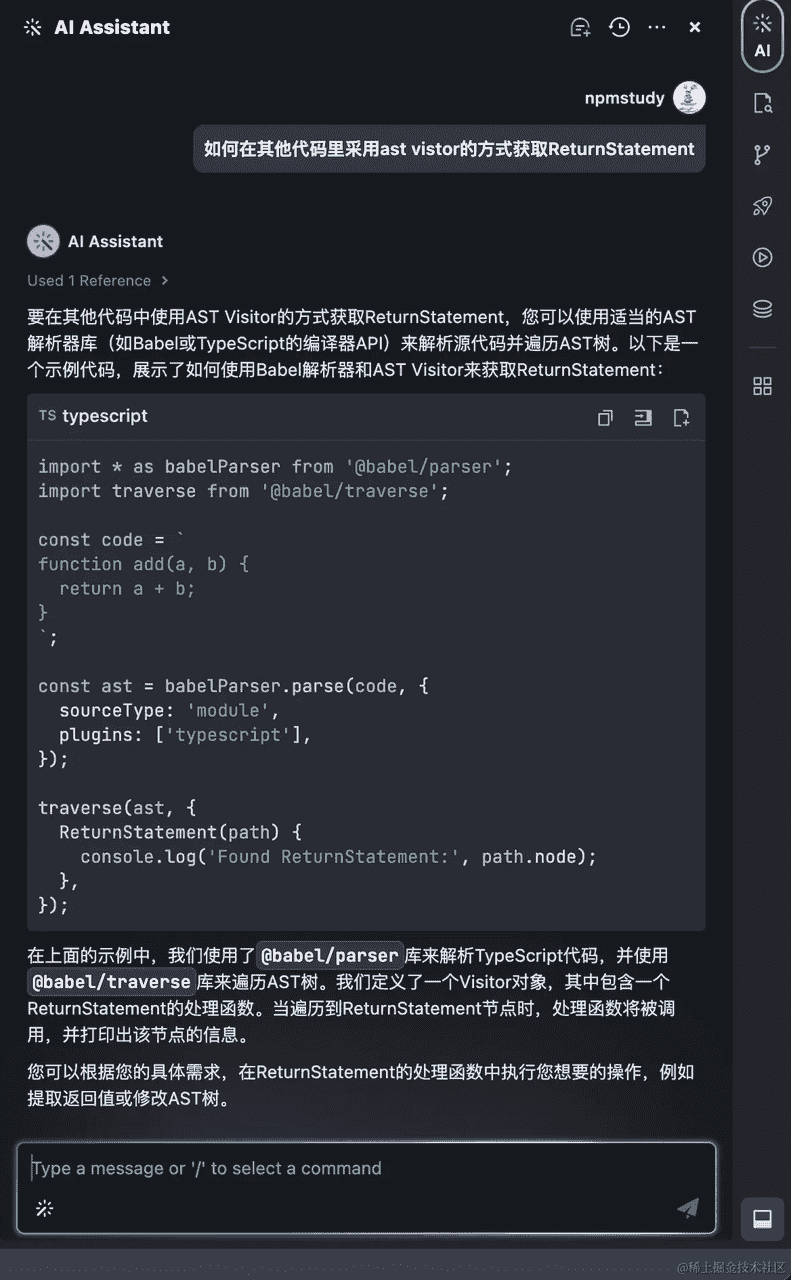 AI Assistant
AI
npmstudy
如何在其他代码里采用ast vistor的方式获取ReturnStatement
AI Assistant
Used 1 Reference
要在其他代码中使用AST Visitor的方式获取ReturnStatement，您可以使用适当的AST
解析器库（如Babel或TypeScript的编译器API）来解析源代码并遍历AST树。以下是一
个示例代码，展示了如何使用Babel解析器和AST Visitor来获取ReturnStatement：
TS typescript
import * as babelParser from '@babel/parser';
import traverse from '@babel/traverse';
const code = `
function add(a, b) {
  return a + b;
}
`;
const ast = babelParser.parse(code, {
  sourceType: 'module',
  plugins: ['typescript'],
});
traverse(ast, {
  ReturnStatement(path) {
    console.log('Found ReturnStatement:', path.node);
  },
});
在上面的示例中，我们使用了 @babel/parser 库来解析TypeScript代码，并使用
@babel/traverse 库来遍历AST树。我们定义了一个Visitor对象，其中包含一个
ReturnStatement的处理函数。当遍历到ReturnStatement节点时，处理函数将被调
用，并打印出该节点的信息。
您可以根据您的具体需求，在ReturnStatement的处理函数中执行您想要的操作，例如
提取返回值或修改AST树。
Type a message or '/' to select a command
@稀土掘金技术社区